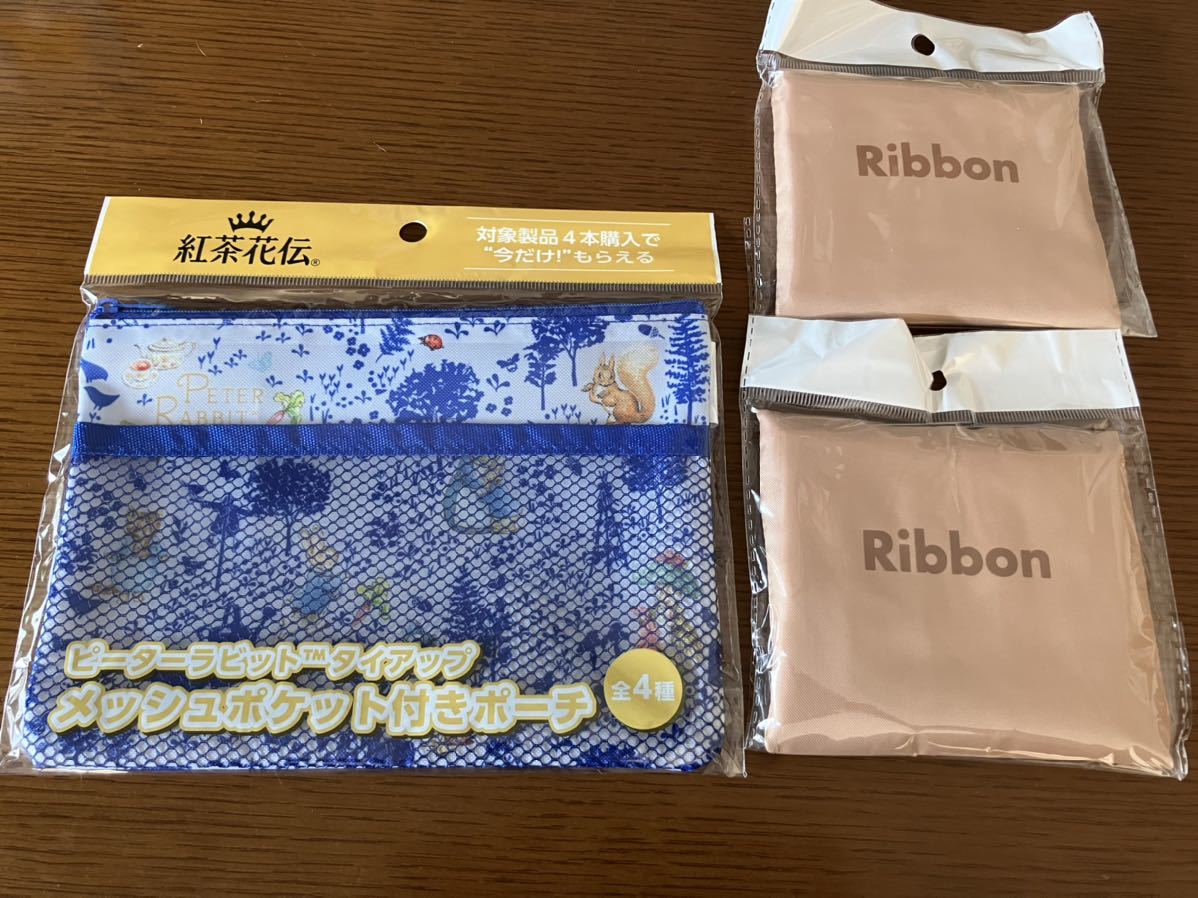 紅茶花伝®
対象製品4本購入で
"今だけ!"もらえる
PETER
RABBIT™
ピーターラビット™タイアップ
メッシュポケット付きポーチ
全4種
Ribbon
Ribbon